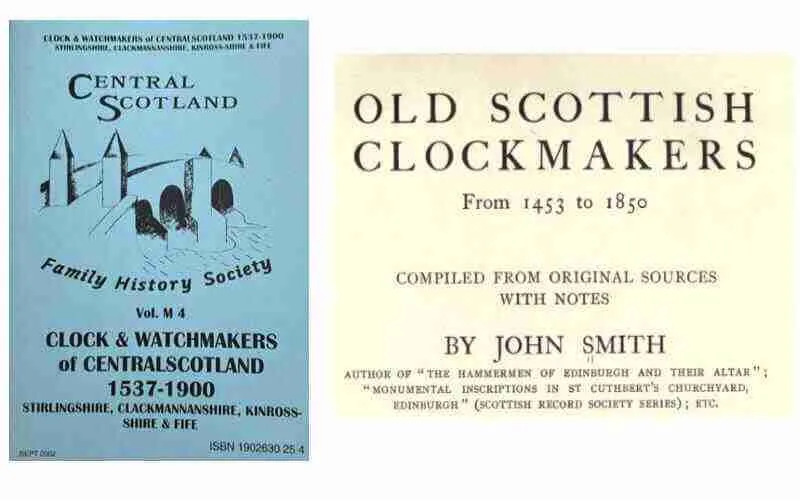 CLOCK & WATCHMAKERS of CENTRALSCOTLAND 1537-1900
STIRLINGSHIRE, CLACKMANNANSHIRE, KINROSS-SHIRE & FIFE
CENTRAL
SCOTLAND
Family History Society
Vol. M 4
CLOCK & WATCHMAKERS
of CENTRALSCOTLAND
1537-1900
STIRLINGSHIRE, CLACKMANNANSHIRE, KINROSS-
SHIRE & FIFE
ISBN 1902630 25 4
SEPT 2002
OLD SCOTTISH
CLOCKMAKERS
From 1453 to 1850
COMPILED FROM ORIGINAL SOURCES
WITH NOTES
BY JOHN SMITH
AUTHOR OF "THE HAMMERMEN OF EDINBURGH AND THEIR ALTAR";
"MONUMENTAL INSCRIPTIONS IN ST CUTHBERT'S CHURCHYARD,
EDINBURGH" (SCOTTISH RECORD SOCIETY SERIES); ETC.